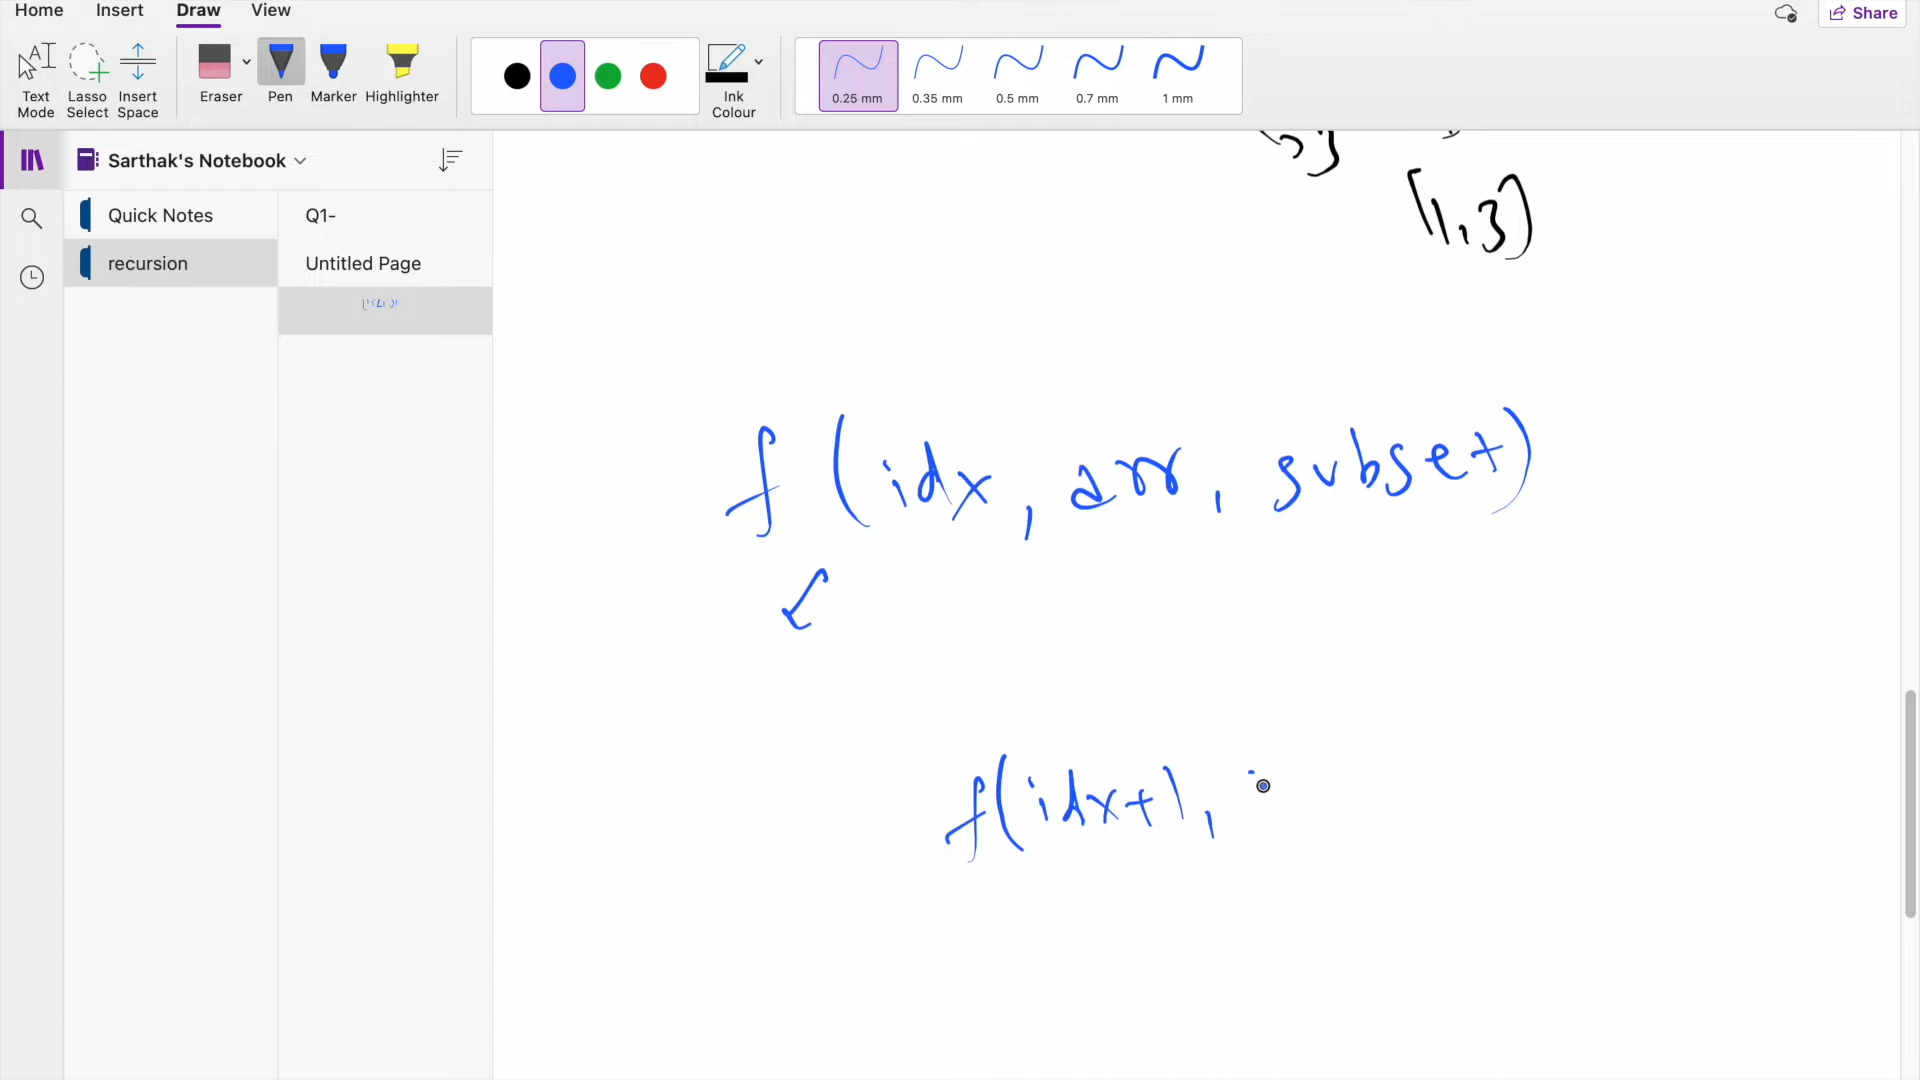 Home Insert Draw View
Share
Text Mode
Lasso Select
Insert Space
Eraser
Pen
Marker
Highlighter
Ink Colour
0.25 mm
0.35 mm
0.5 mm
0.7 mm
1 mm
Sarthak's Notebook
Quick Notes
recursion
Q1-
Untitled Page
[1,3]
f (idx, arr, subset)
f(idx+1,